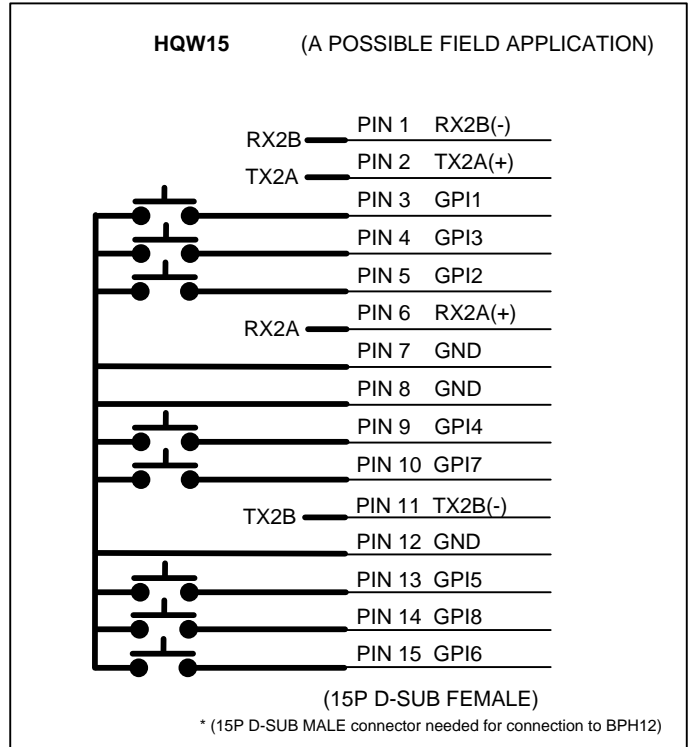 HQW15 (A POSSIBLE FIELD APPLICATION)
RX2B PIN 1 RX2B(-)
TX2A PIN 2 TX2A(+)
PIN 3 GPI1
PIN 4 GPI3
PIN 5 GPI2
RX2A PIN 6 RX2A(+)
PIN 7 GND
PIN 8 GND
PIN 9 GPI4
PIN 10 GPI7
TX2B PIN 11 TX2B(-)
PIN 12 GND
PIN 13 GPI5
PIN 14 GPI8
PIN 15 GPI6
(15P D-SUB FEMALE)
* (15P D-SUB MALE connector needed for connection to BPH12)